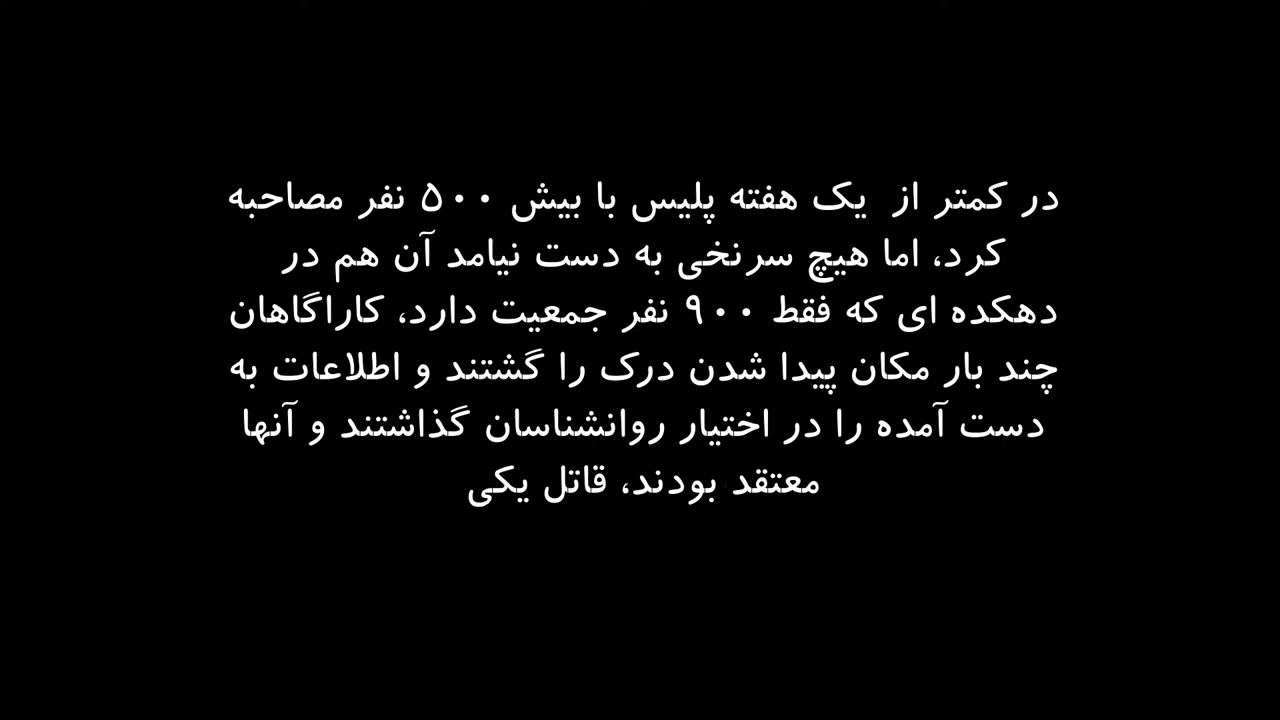 در کمتر از  یک هفته پلیس با بیش ۵۰۰ نفر مصاحبه
کرد، اما هیچ سرنخی به دست نیامد آن هم در
دهکده ای که فقط ۹۰۰ نفر جمعیت دارد، کاراگاهان
چند بار مکان پیدا شدن درک را گشتند و اطلاعات به
دست آمده را در اختیار روانشناسان گذاشتند و آنها
معتقد بودند، قاتل یکی